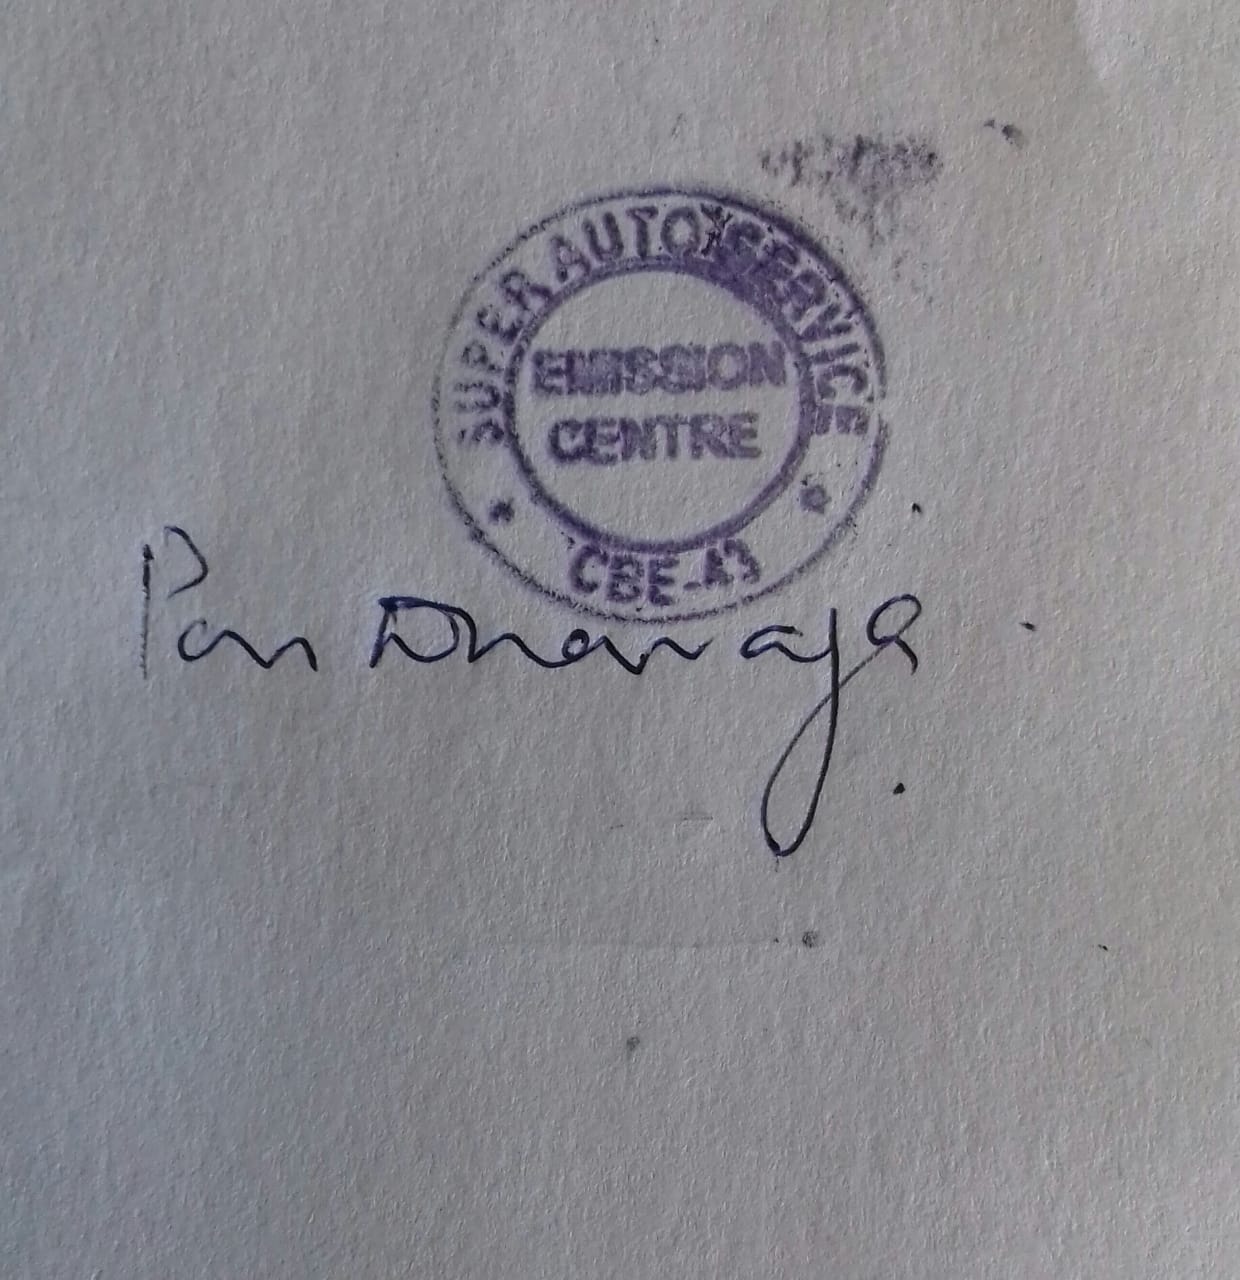 SUPER AUTO SERVICE
EMISSION
CENTRE
CBE-43